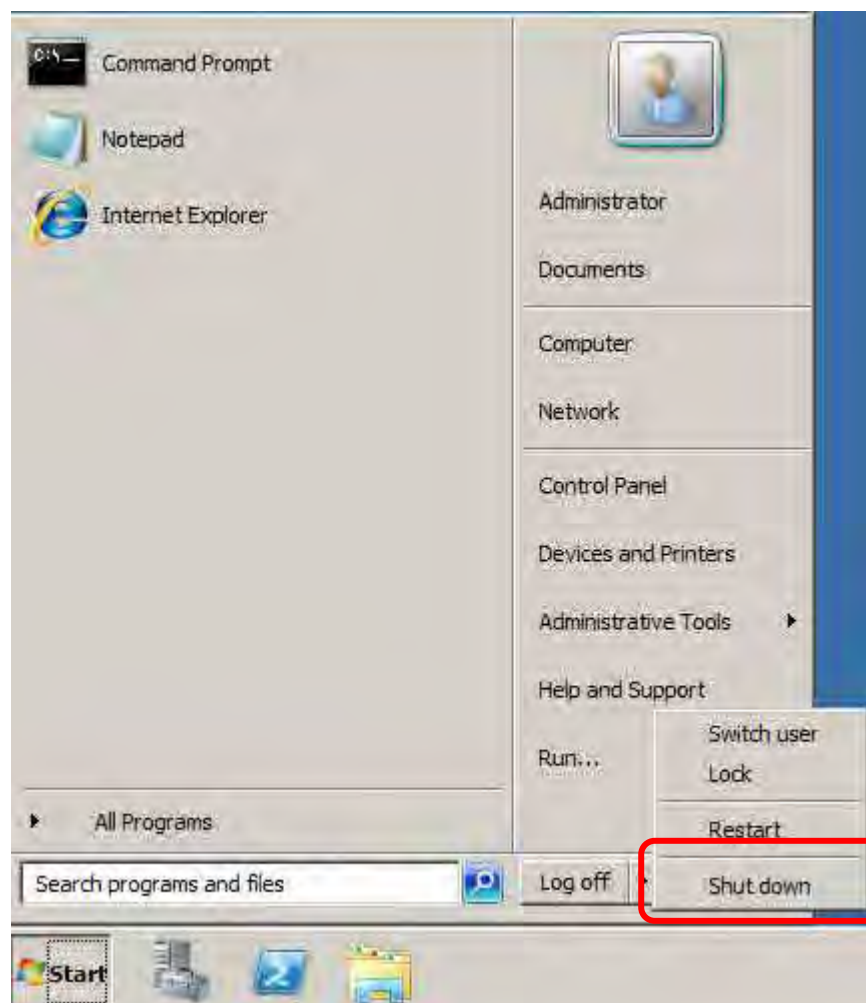 Command Prompt
Notepad
Internet Explorer
All Programs
Search programs and files
Administrator
Documents
Computer
Network
Control Panel
Devices and Printers
Administrative Tools
Help and Support
Run...
Log off
Switch user
Lock
Restart
Shut down
Start